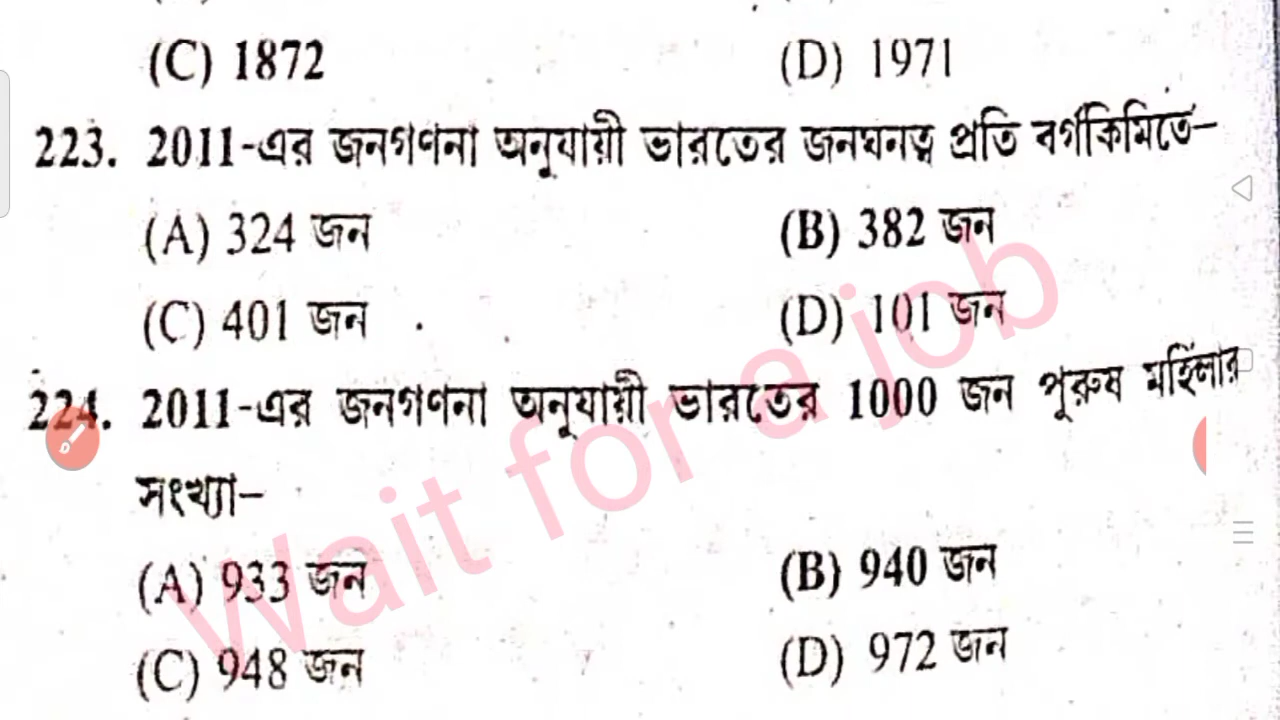 (C) 1872 (D) 1971
223. 2011-এর জনগণনা অনুযায়ী ভারতের জনঘনত্ব প্রতি বর্গকিমিতে–
(A) 324 জন (B) 382 জন
(C) 401 জন (D) 101 জন
224. 2011-এর জনগণনা অনুযায়ী ভারতের 1000 জন পুরুষ মহিলার
সংখ্যা–
(A) 933 জন (B) 940 জন
(C) 948 জন (D) 972 জন
Wait for a job